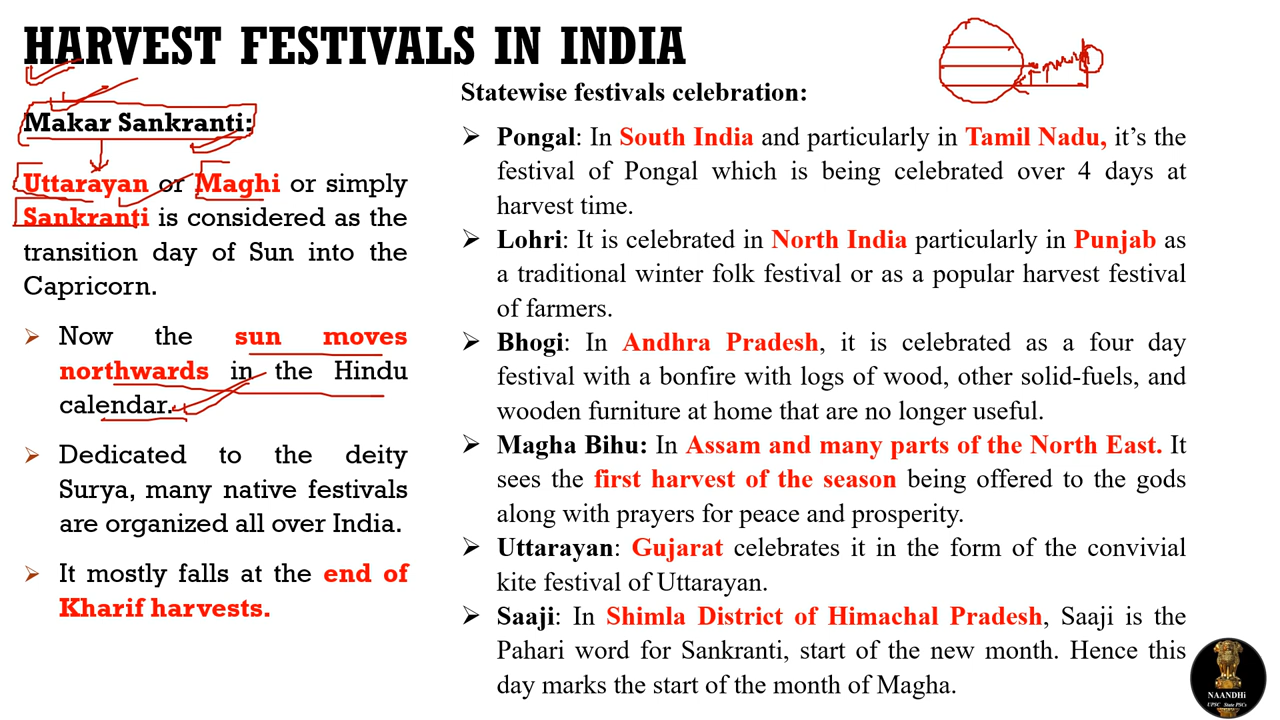 HARVEST FESTIVALS IN INDIA
Makar Sankranti:
Uttarayan or Maghi or simply
Sankranti is considered as the
transition day of Sun into the
Capricorn.
➢ Now the sun moves
northwards in the Hindu
calendar.
➢ Dedicated to the deity
Surya, many native festivals
are organized all over India.
➢ It mostly falls at the end of
Kharif harvests.
Statewise festivals celebration:
➢ Pongal: In South India and particularly in Tamil Nadu, it’s the
festival of Pongal which is being celebrated over 4 days at
harvest time.
➢ Lohri: It is celebrated in North India particularly in Punjab as
a traditional winter folk festival or as a popular harvest festival
of farmers.
➢ Bhogi: In Andhra Pradesh, it is celebrated as a four day
festival with a bonfire with logs of wood, other solid-fuels, and
wooden furniture at home that are no longer useful.
➢ Magha Bihu: In Assam and many parts of the North East. It
sees the first harvest of the season being offered to the gods
along with prayers for peace and prosperity.
➢ Uttarayan: Gujarat celebrates it in the form of the convivial
kite festival of Uttarayan.
➢ Saaji: In Shimla District of Himachal Pradesh, Saaji is the
Pahari word for Sankranti, start of the new month. Hence this
day marks the start of the month of Magha.
NAANDHi
UPSC State PSCs